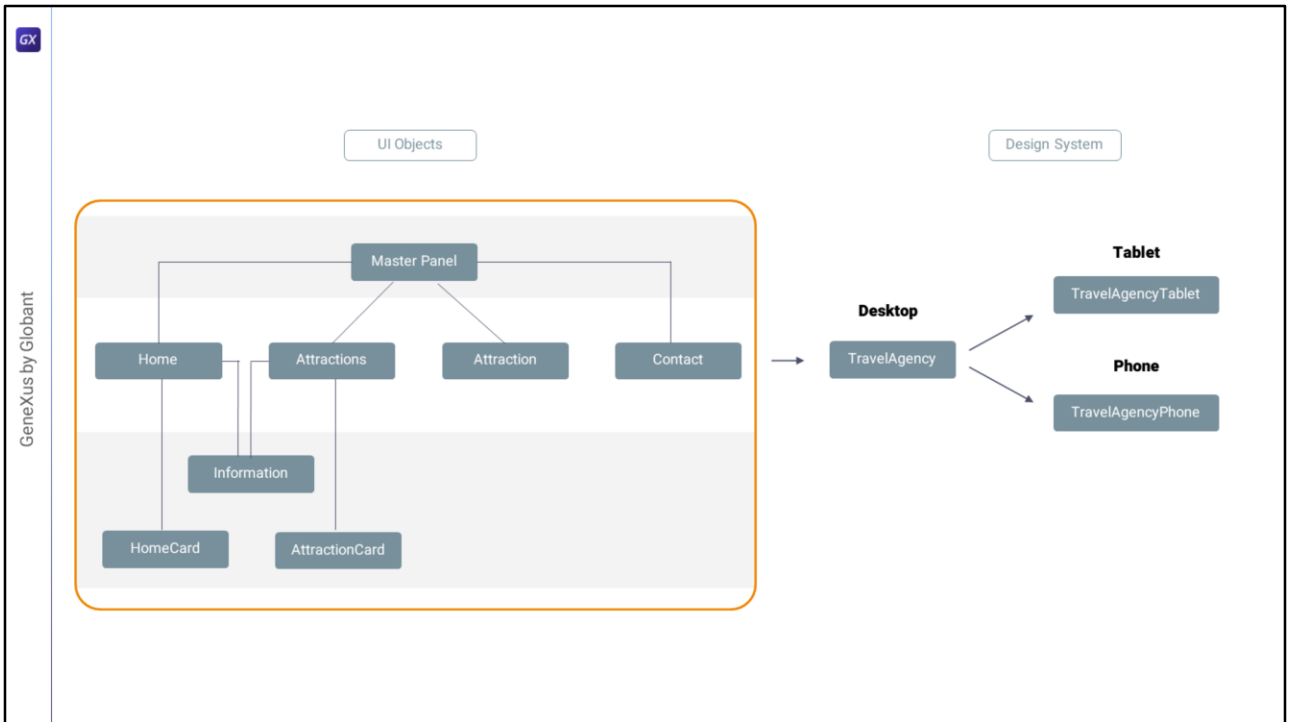 GX
GeneXus by Globant
UI Objects
Design System
Master Panel
Home
Attractions
Attraction
Contact
Information
HomeCard
AttractionCard
Desktop
TravelAgency
Tablet
TravelAgencyTablet
Phone
TravelAgencyPhone